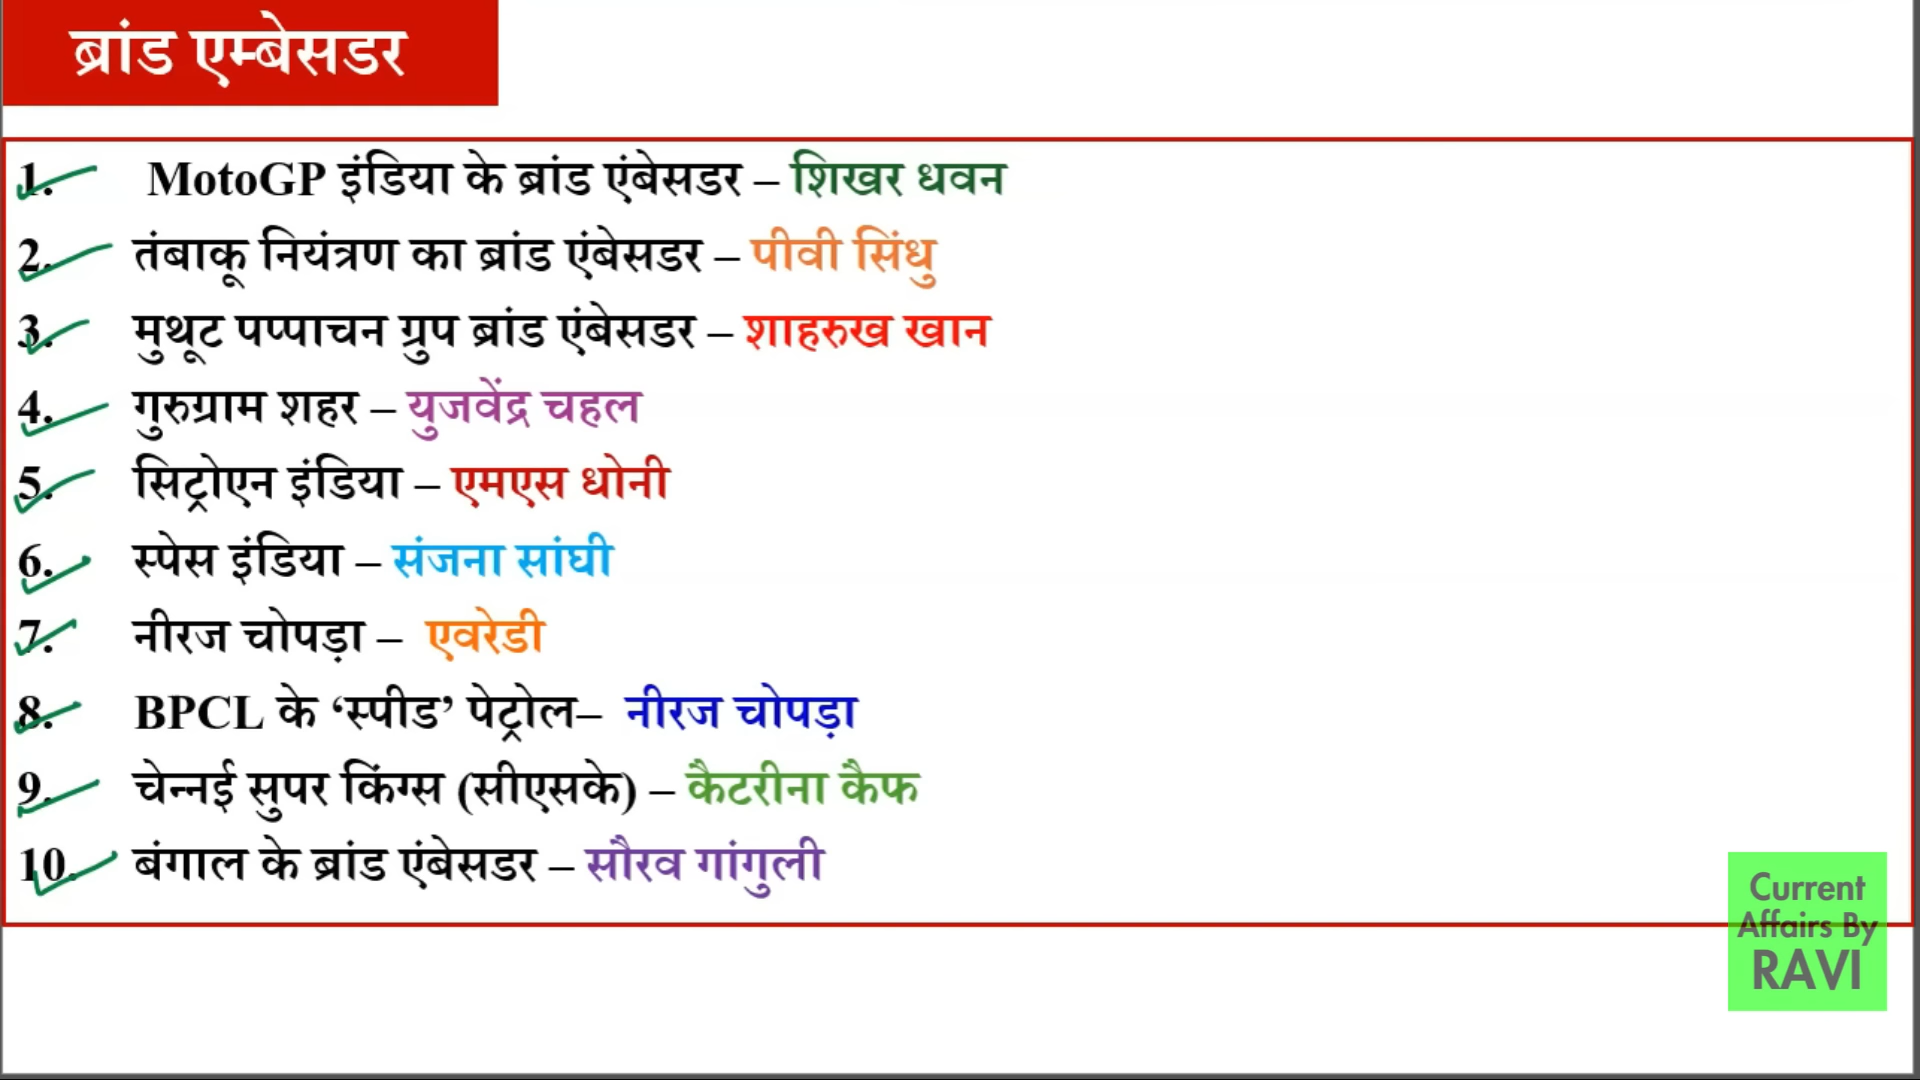 ब्रांड एम्बेसडर
1. MotoGP इंडिया के ब्रांड एंबेसडर – शिखर धवन
2. तंबाकू नियंत्रण का ब्रांड एंबेसडर – पीवी सिंधु
3. मुथूट पप्पाचन ग्रुप ब्रांड एंबेसडर – शाहरुख खान
4. गुरुग्राम शहर – युजवेंद्र चहल
5. सिट्रोएन इंडिया – एमएस धोनी
6. स्पेस इंडिया – संजना सांघी
7. नीरज चोपड़ा – एवरेडी
8. BPCL के ‘स्पीड’ पेट्रोल– नीरज चोपड़ा
9. चेन्नई सुपर किंग्स (सीएसके) – कैटरीना कैफ
10. बंगाल के ब्रांड एंबेसडर – सौरव गांगुली
Current
Affairs By
RAVI